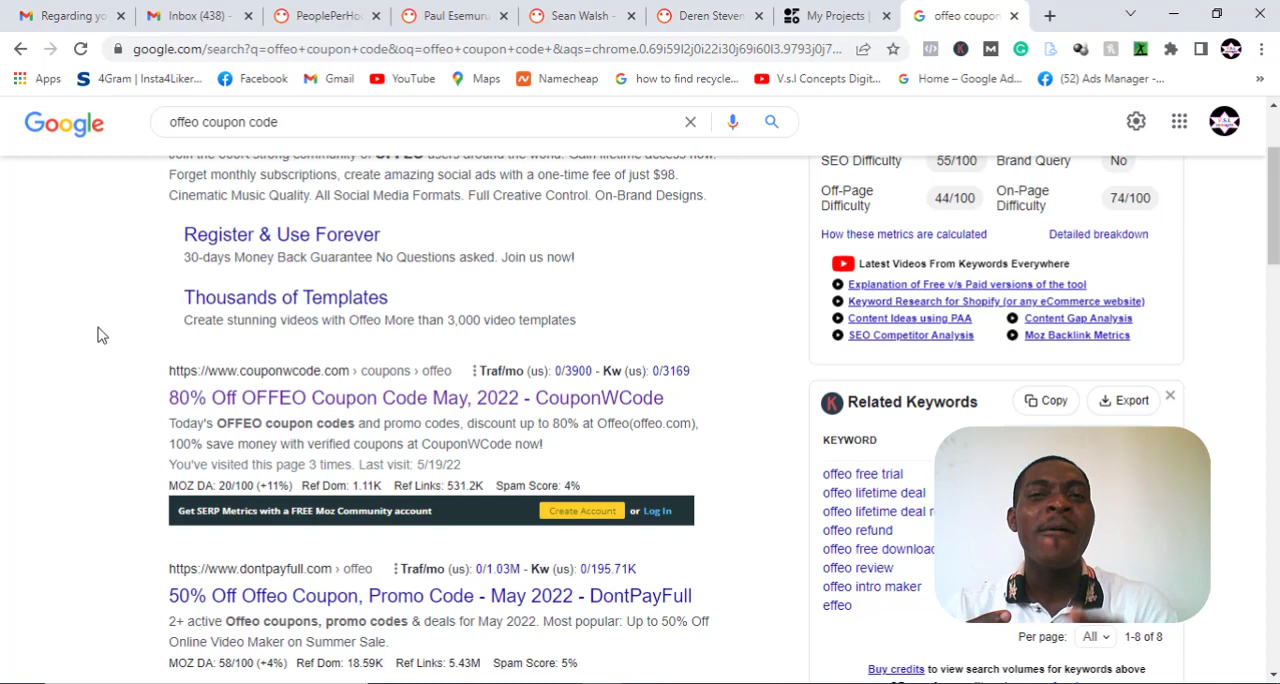 Regarding yo
Inbox (438) -
PeoplePerHo
Paul Esemuru
Sean Walsh -
Deren Steven
My Projects |
offeo coupon
google.com/search?q=offeo+coupon+code&oq=offeo+coupon+code+&aqs=chrome.0.69i59l2j0i22i30j69i60l3.9793j0j7...
Apps
4Gram | Insta4Liker...
Facebook
Gmail
YouTube
Maps
Namecheap
how to find recycle...
V.s.l Concepts Digit...
Home – Google Ad...
(52) Ads Manager -...
Google
offeo coupon code
Forget monthly subscriptions, create amazing social ads with a one-time fee of just $98.
Cinematic Music Quality. All Social Media Formats. Full Creative Control. On-Brand Designs.
Register & Use Forever
30-days Money Back Guarantee No Questions asked. Join us now!
Thousands of Templates
Create stunning videos with Offeo More than 3,000 video templates
https://www.couponwcode.com › coupons › offeo
Traf/mo (us): 0/3900 - Kw (us): 0/3169
80% Off OFFEO Coupon Code May, 2022 - CouponWCode
Today's OFFEO coupon codes and promo codes, discount up to 80% at Offeo(offeo.com),
100% save money with verified coupons at CouponWCode now!
You've visited this page 3 times. Last visit: 5/19/22
MOZ DA: 20/100 (+11%) Ref Dom: 1.11K Ref Links: 531.2K Spam Score: 4%
Get SERP Metrics with a FREE Moz Community account
Create Account or Log In
https://www.dontpayfull.com › offeo
Traf/mo (us): 0/1.03M - Kw (us): 0/195.71K
50% Off Offeo Coupon, Promo Code - May 2022 - DontPayFull
2+ active Offeo coupons, promo codes & deals for May 2022. Most popular: Up to 50% Off
Online Video Maker on Summer Sale.
MOZ DA: 58/100 (+4%) Ref Dom: 18.59K Ref Links: 5.43M Spam Score: 5%
SEO Difficulty 55/100 Brand Query No
Off-Page Difficulty 44/100 On-Page Difficulty 74/100
How these metrics are calculated
Detailed breakdown
Latest Videos From Keywords Everywhere
Explanation of Free v/s Paid versions of the tool
Keyword Research for Shopify (or any eCommerce website)
Content Ideas using PAA
Content Gap Analysis
SEO Competitor Analysis
Moz Backlink Metrics
Related Keywords
Copy
Export
KEYWORD
offeo free trial
offeo lifetime deal
offeo lifetime deal r
offeo refund
offeo free download
offeo review
offeo intro maker
effeo
Per page: All 1-8 of 8
Buy credits to view search volumes for keywords above